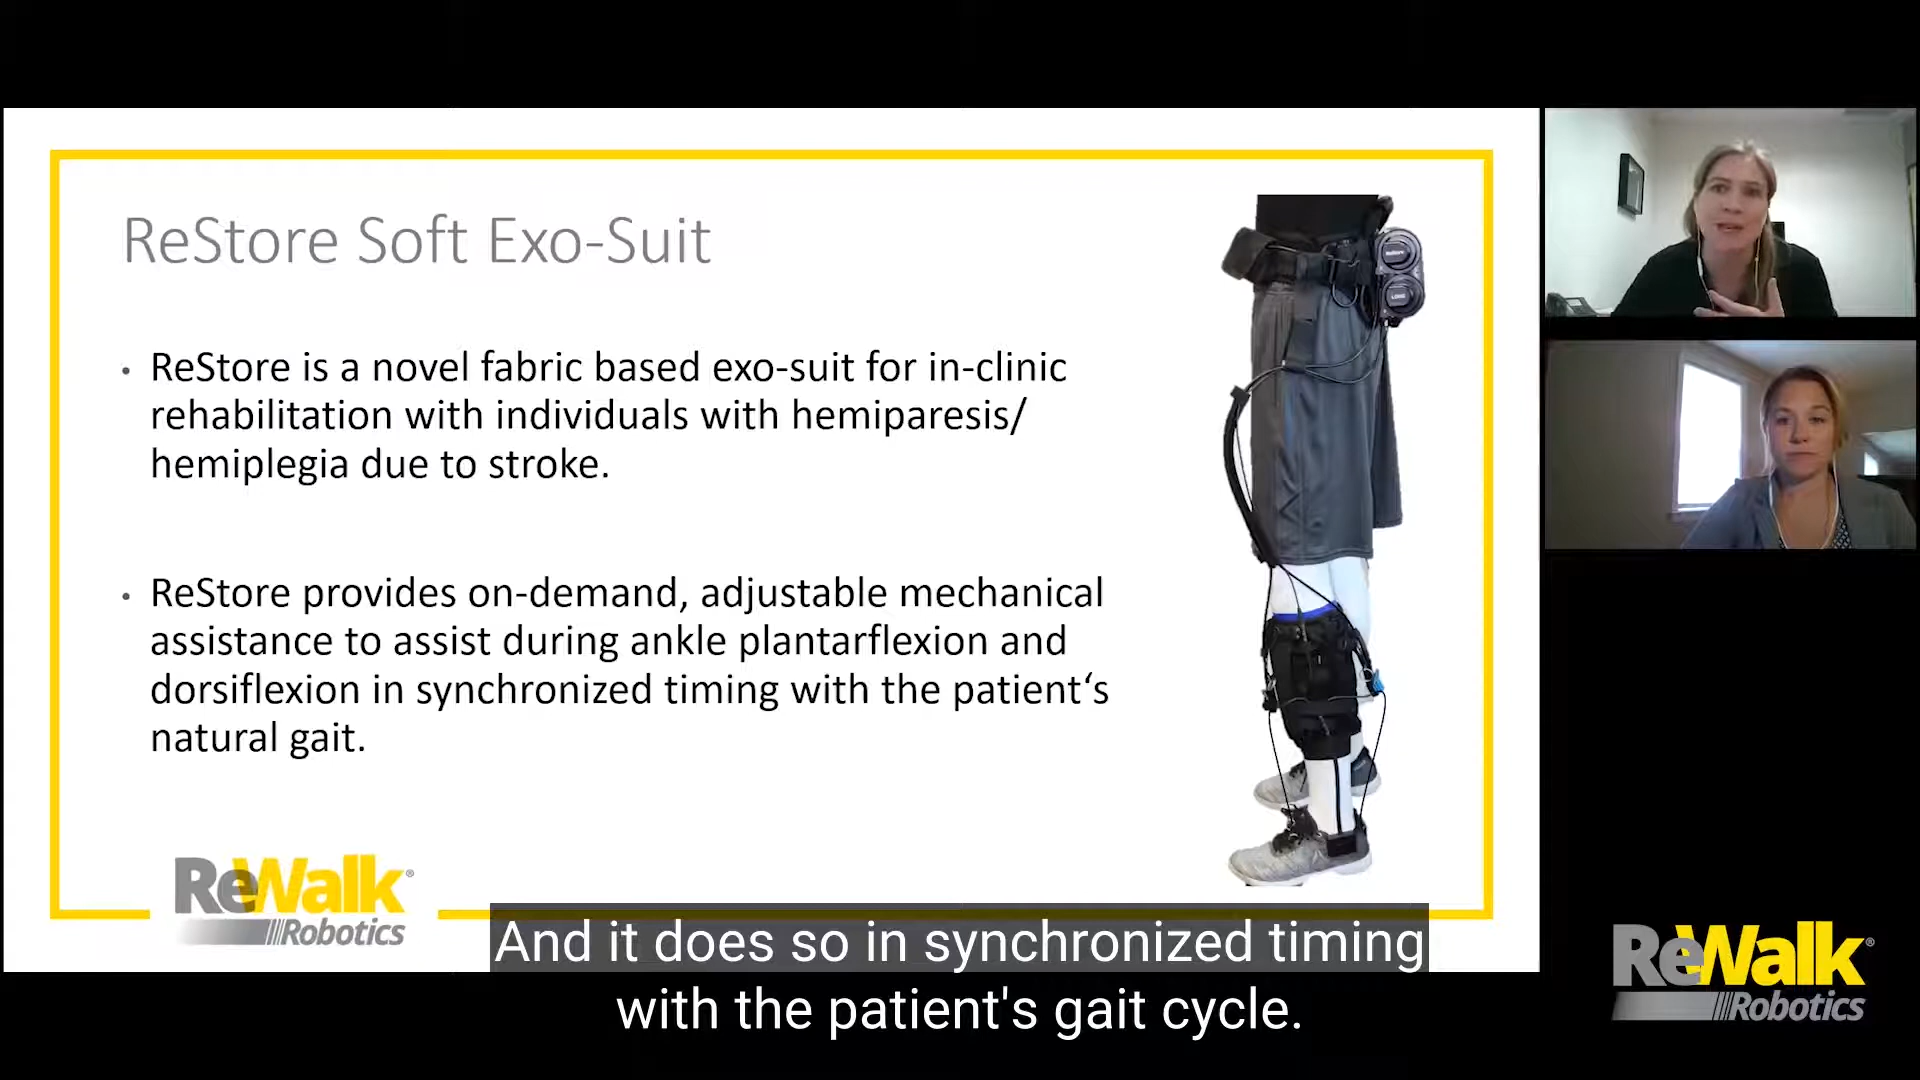 ReStore Soft Exo-Suit
• ReStore is a novel fabric based exo-suit for in-clinic
rehabilitation with individuals with hemiparesis/
hemiplegia due to stroke.
• ReStore provides on-demand, adjustable mechanical
assistance to assist during ankle plantarflexion and
dorsiflexion in synchronized timing with the patient‘s
natural gait.
ReWalk®
Robotics
And it does so in synchronized timing
with the patient's gait cycle.
ReWalk®
Robotics